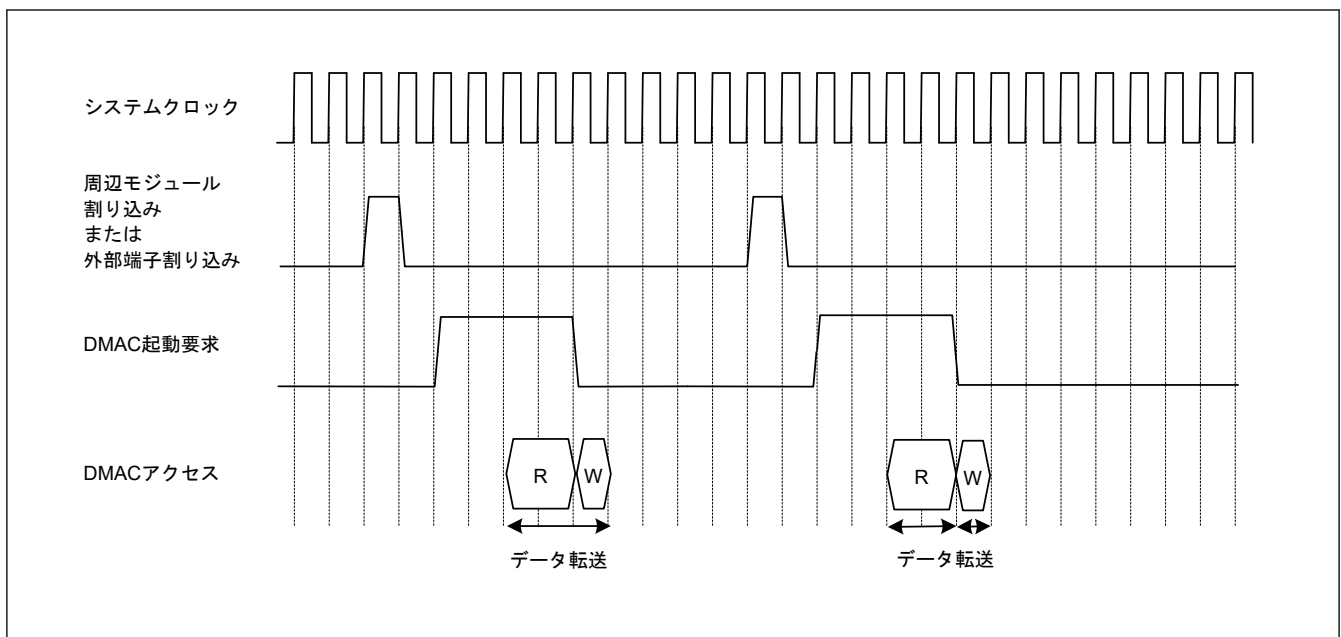 システムクロック
周辺モジュール
割り込み
または
外部端子割り込み
DMAC起動要求
DMACアクセス
R
W
R
W
データ転送
データ転送